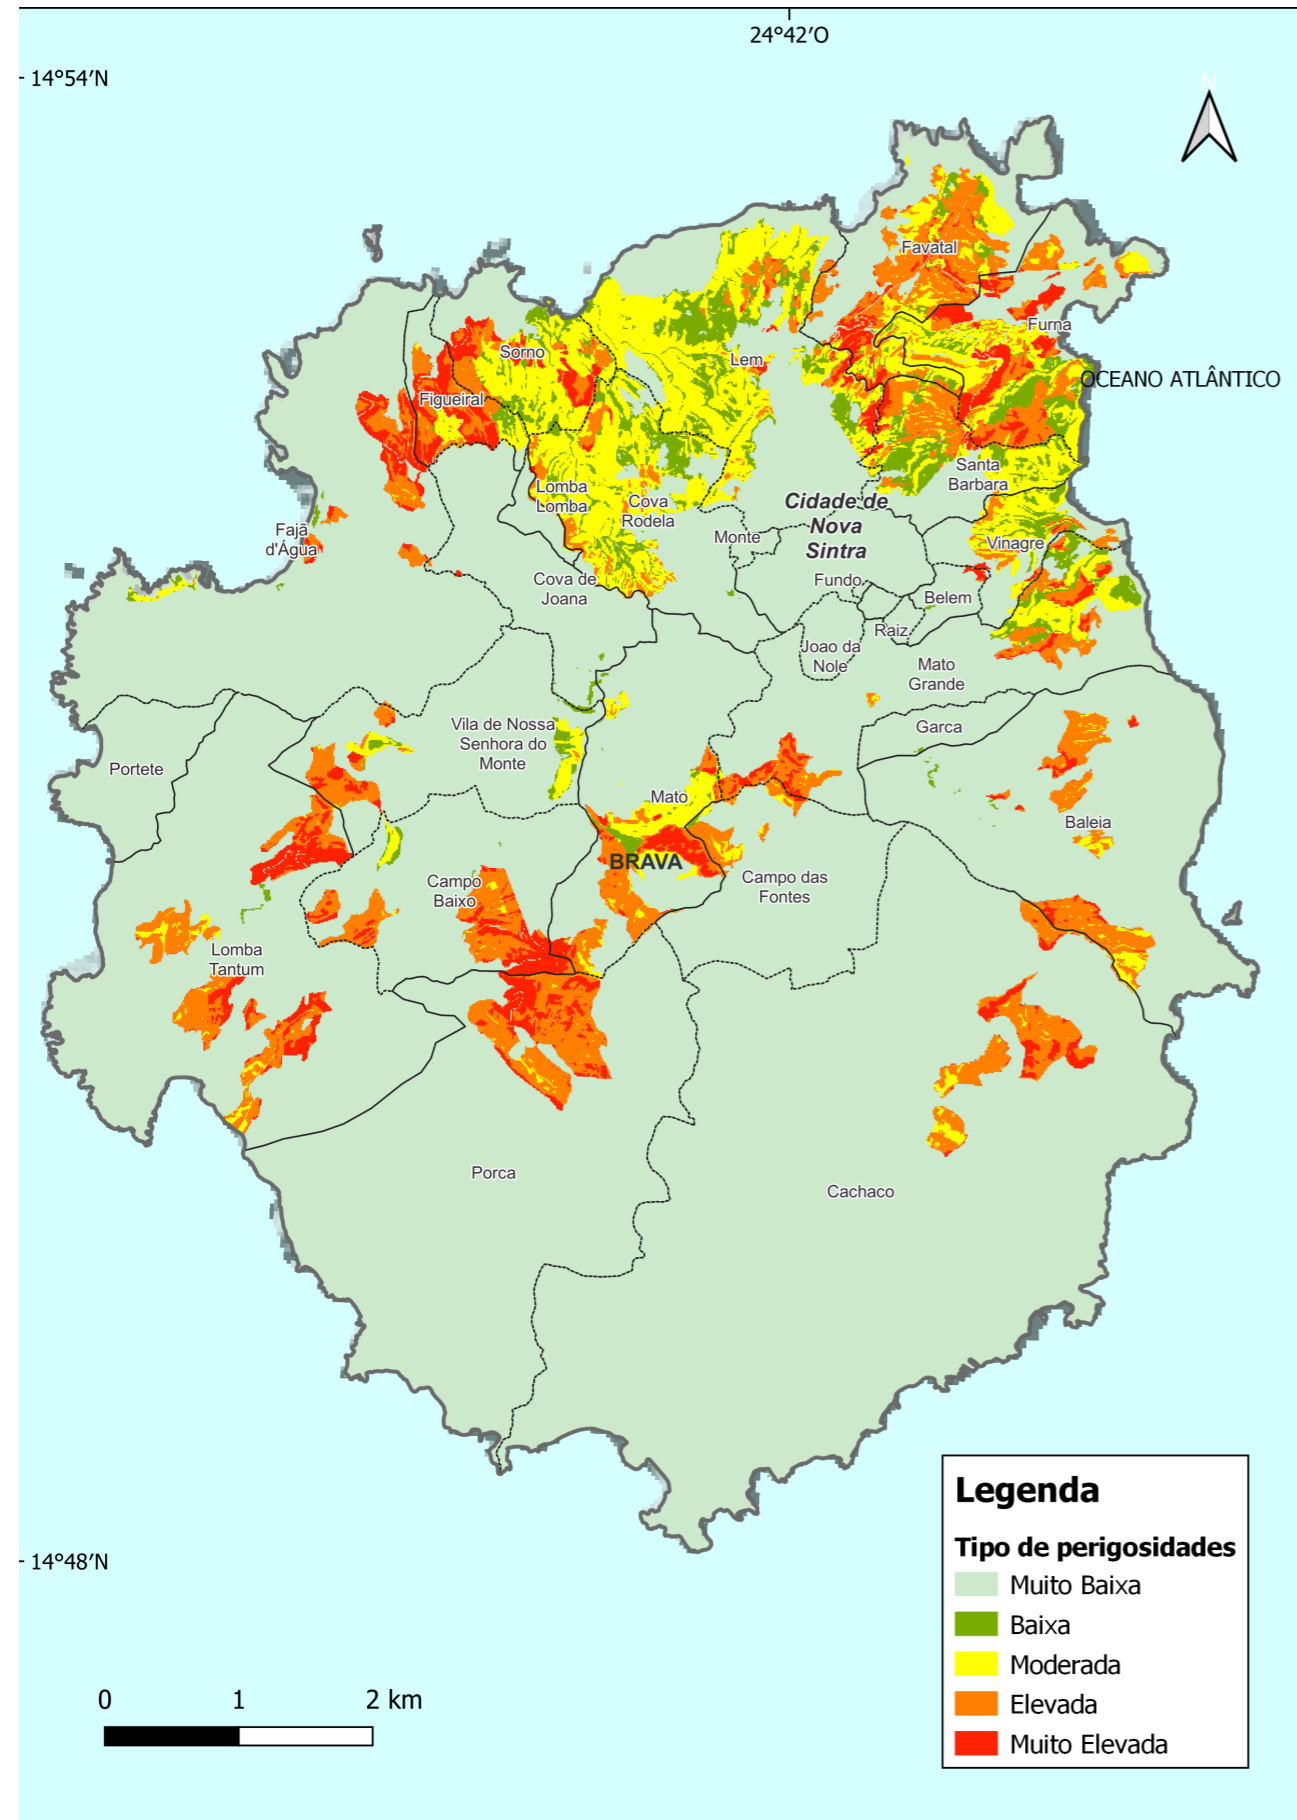 24°42′O
14°54′N
N
Favatal
Furna
Sorno
Lem
OCEANO ATLÂNTICO
Figueiral
Santa
Barbara
Lomba
Lomba
Cova
Rodela
Cidade de
Nova
Sintra
Fajã
d'Água
Monte
Vinagre
Cova de
Joana
Fundo
Belem
Raiz
Joao da
Nole
Mato
Grande
Vila de Nossa
Senhora do
Monte
Garca
Portete
Mato
Baleia
BRAVA
Campo
Baixo
Campo das
Fontes
Lomba
Tantum
Porca
Cachaco
14°48′N
Legenda
Tipo de perigosidades
Muito Baixa
Baixa
Moderada
Elevada
Muito Elevada
0 1 2 km